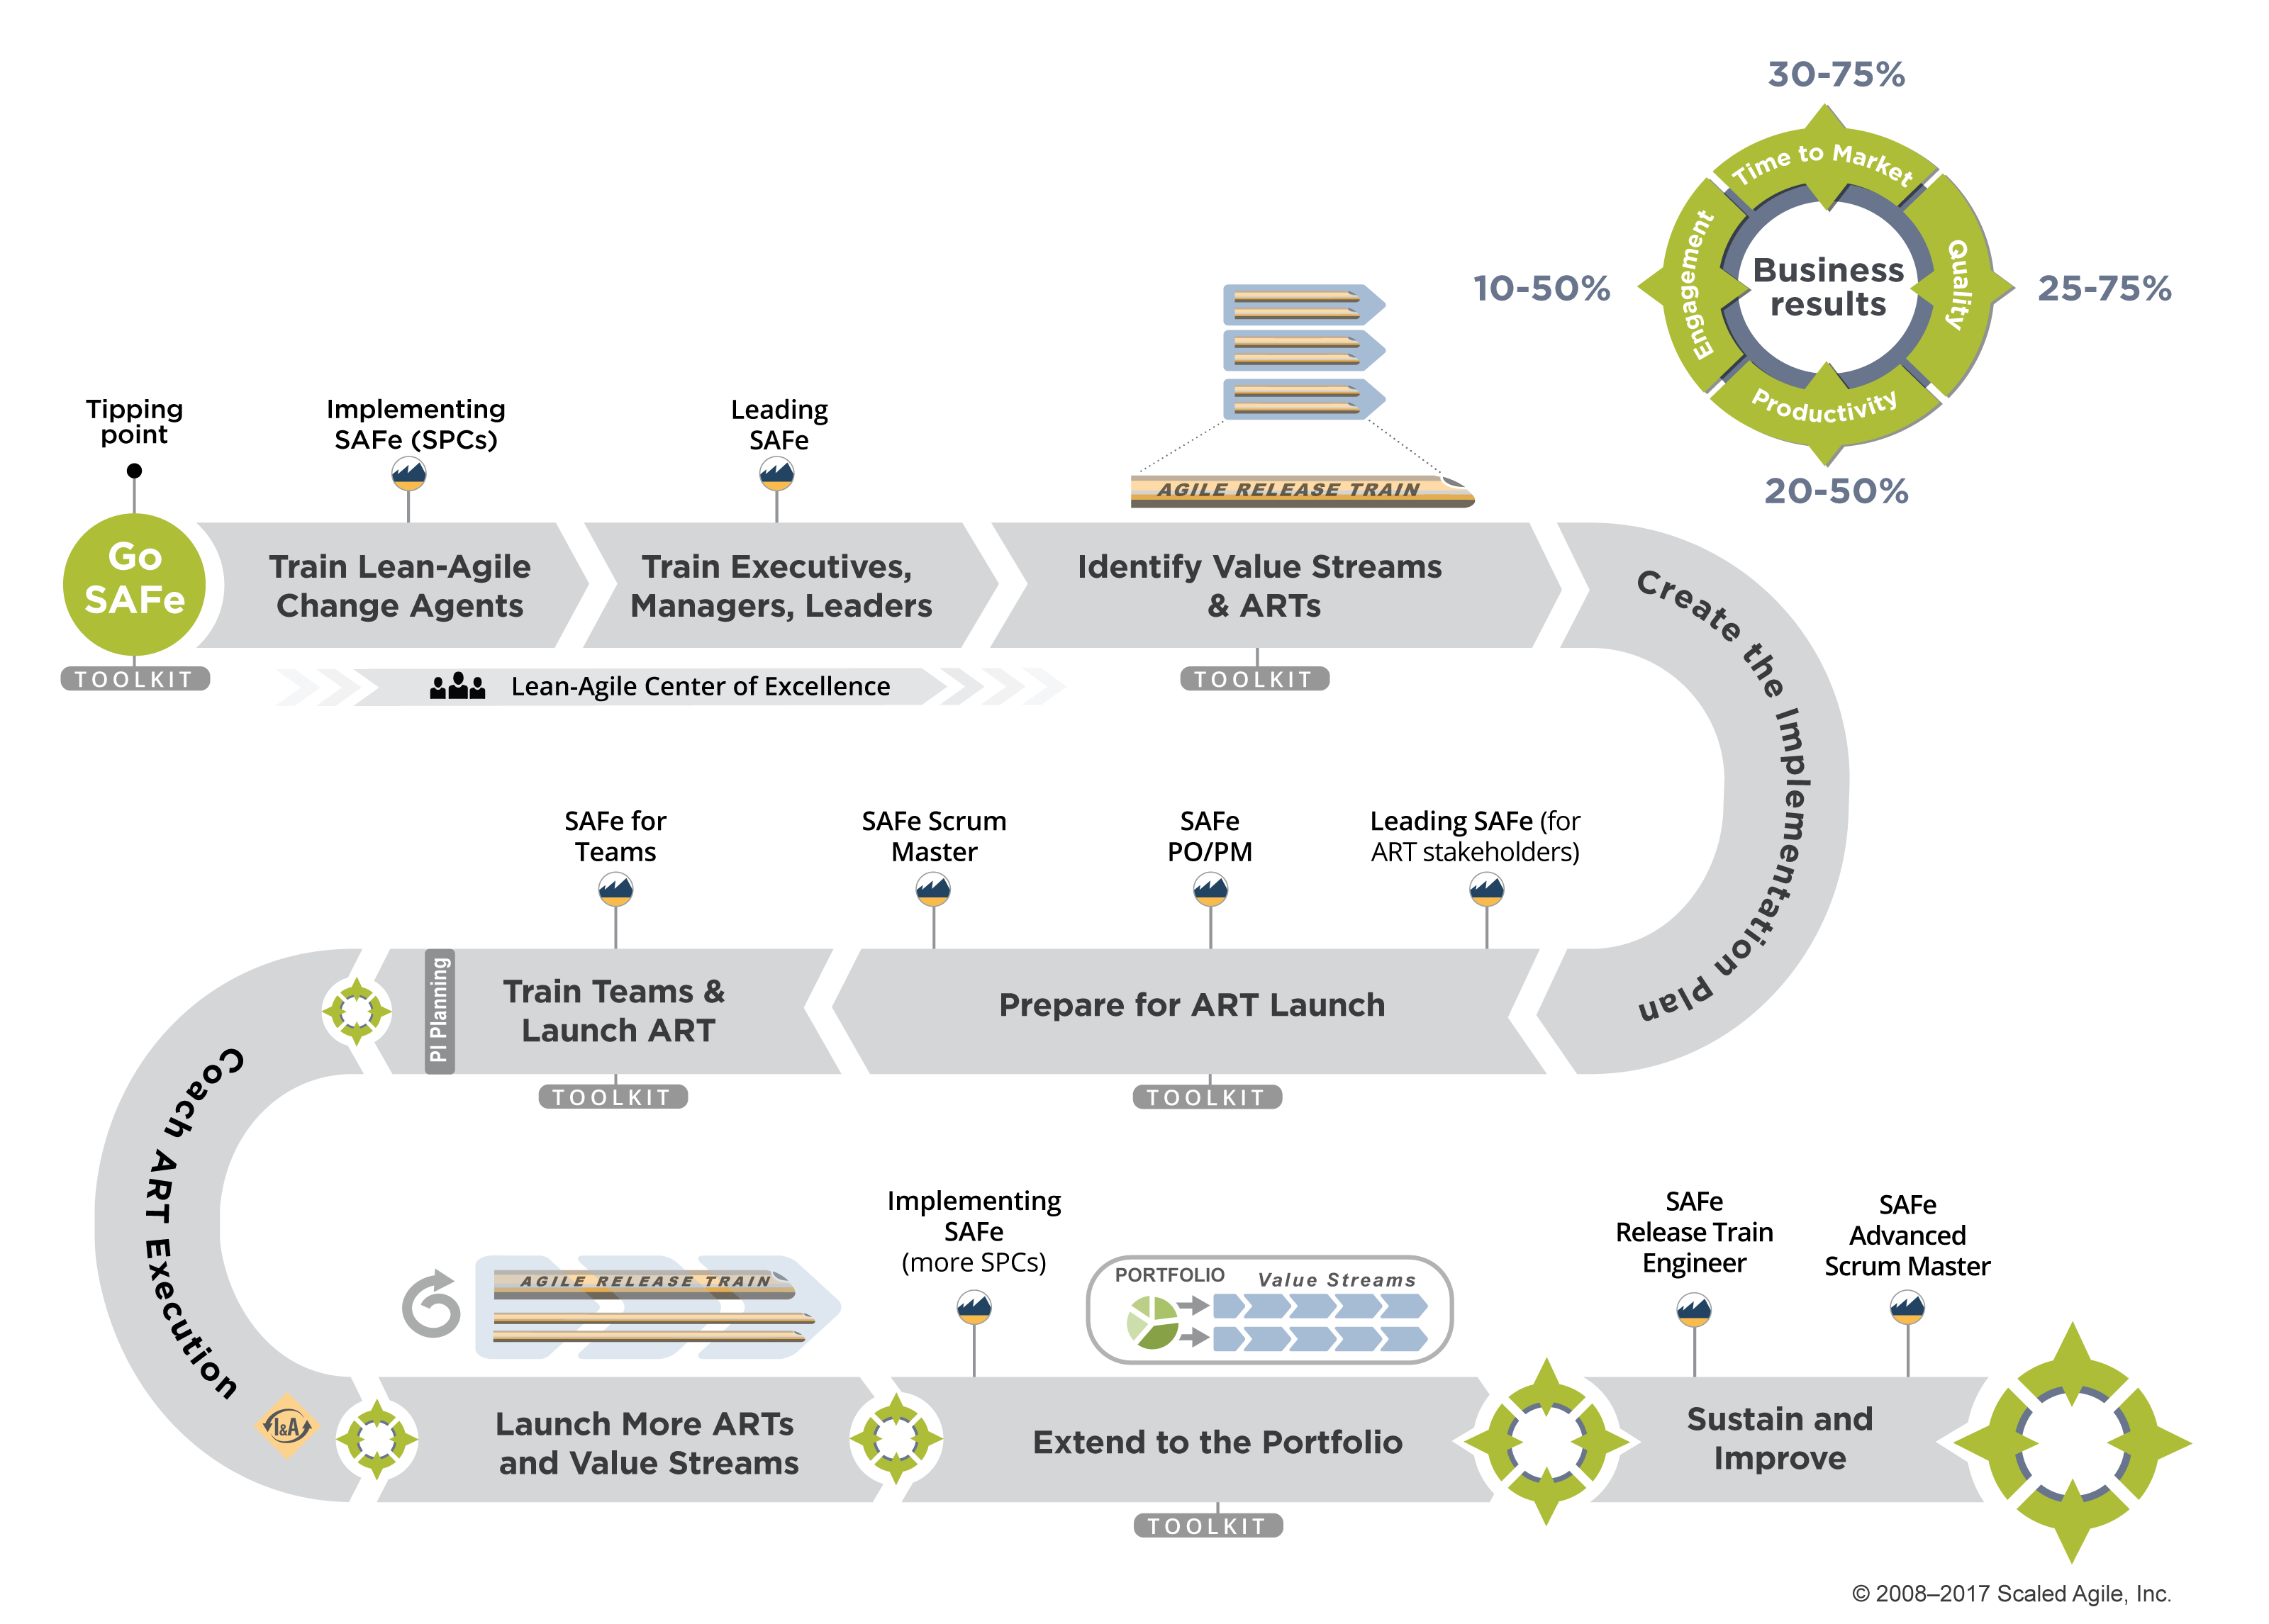 30-75%
Time to Market
10-50%
Engagement
Business
results
Quality
25-75%
Productivity
20-50%
Tipping
point
Implementing
SAFe (SPCs)
Leading
SAFe
AGILE RELEASE TRAIN
Go
SAFe
Train Lean-Agile
Change Agents
Train Executives,
Managers, Leaders
Identify Value Streams
& ARTs
Create the Implementation Plan
TOOLKIT
Lean-Agile Center of Excellence
TOOLKIT
SAFe for
Teams
SAFe Scrum
Master
SAFe
PO/PM
Leading SAFe (for
ART stakeholders)
PI Planning
Train Teams &
Launch ART
Prepare for ART Launch
TOOLKIT
TOOLKIT
Coach ART Execution
I&A
AGILE RELEASE TRAIN
Implementing
SAFe
(more SPCs)
PORTFOLIO
Value Streams
SAFe
Release Train
Engineer
SAFe
Advanced
Scrum Master
Launch More ARTs
and Value Streams
Extend to the Portfolio
Sustain and
Improve
TOOLKIT
© 2008–2017 Scaled Agile, Inc.